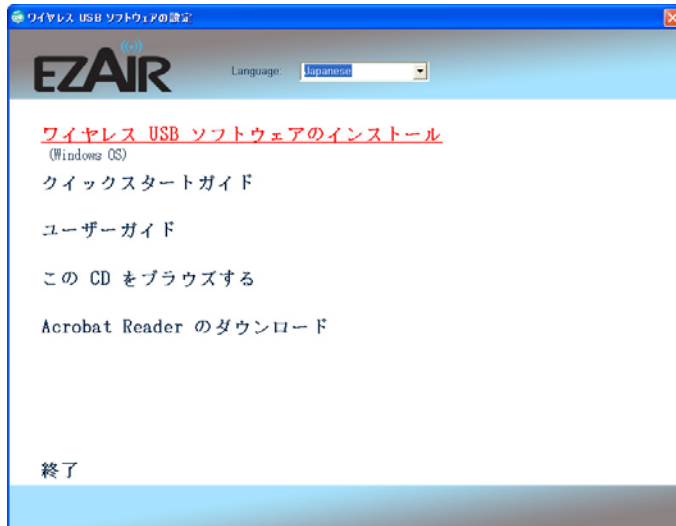 ワイヤレス USB ソフトウェアの設定
EZAIR
Language: Japanese
ワイヤレス USB ソフトウェアのインストール
(Windows OS)
クイックスタートガイド
ユーザーガイド
この CD をブラウズする
Acrobat Reader のダウンロード
終了